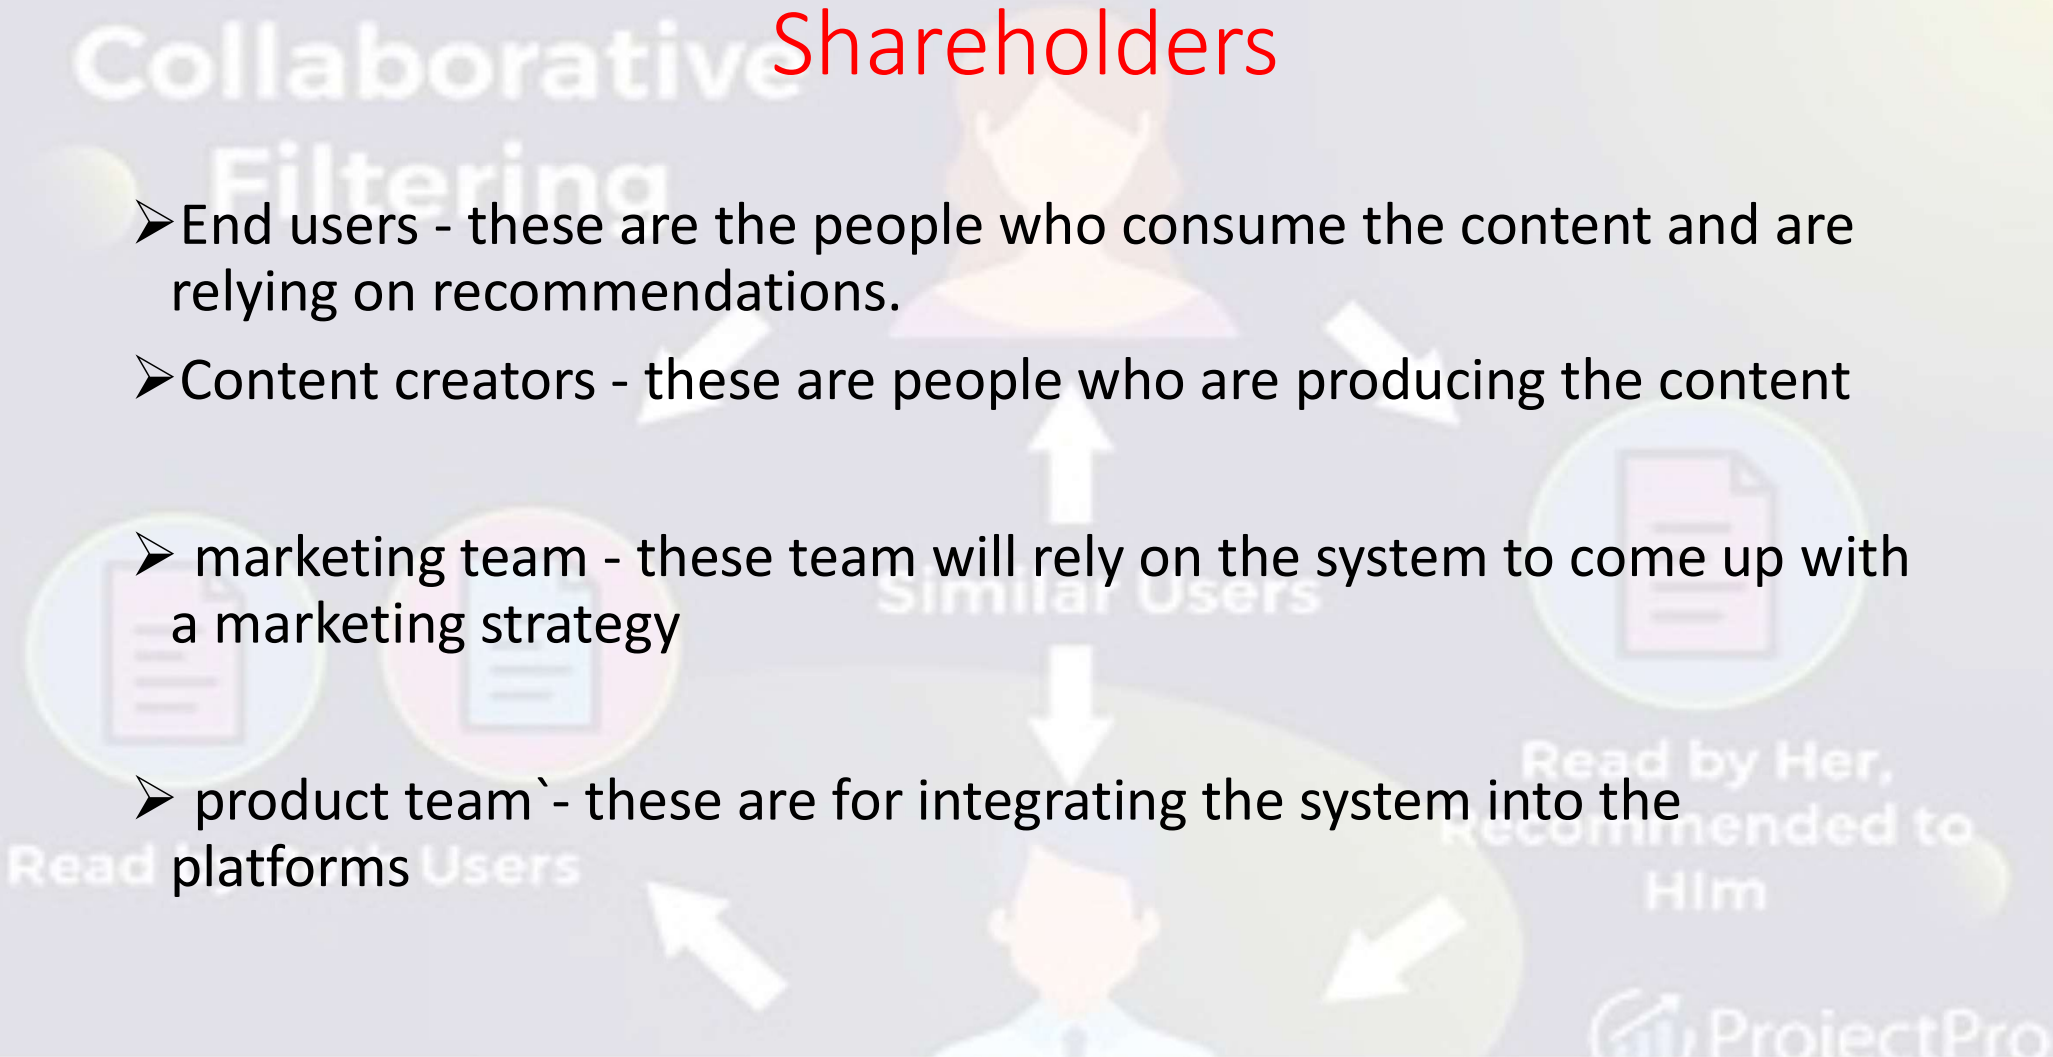 Shareholders
Collaborative
Filtering
➢End users - these are the people who consume the content and are
relying on recommendations.
➢Content creators - these are people who are producing the content
➢ marketing team - these team will rely on the system to come up with
a marketing strategy
Similar Users
➢ product team`- these are for integrating the system into the
platforms
Read Users
Read by Her,
Recommended to
HIm
ProjectPro